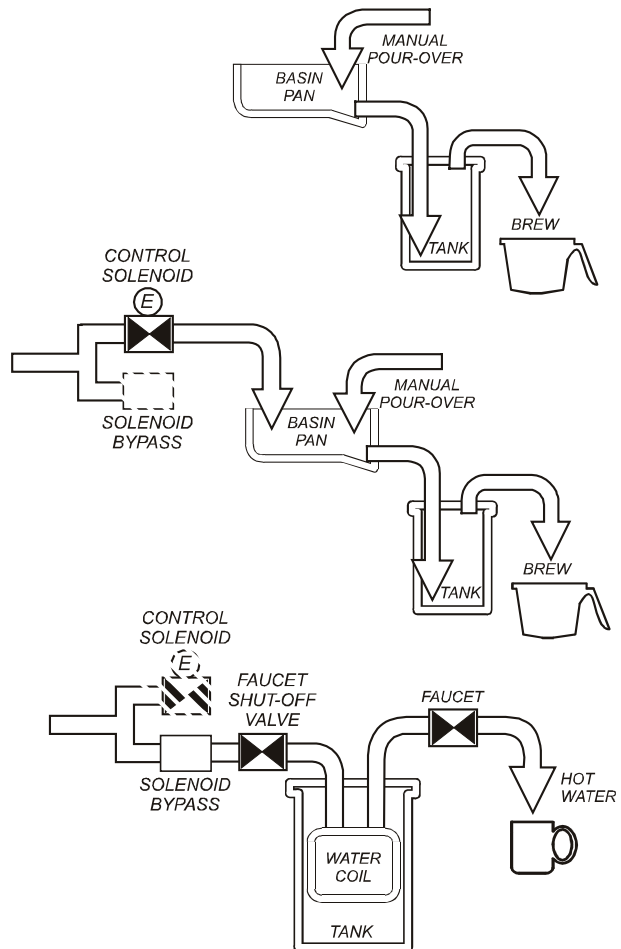 MANUAL
POUR-OVER
BASIN
PAN
TANK
BREW
CONTROL
SOLENOID
E
SOLENOID
BYPASS
MANUAL
POUR-OVER
BASIN
PAN
TANK
BREW
CONTROL
SOLENOID
E
FAUCET
SHUT-OFF
VALVE
FAUCET
SOLENOID
BYPASS
HOT
WATER
WATER
COIL
TANK